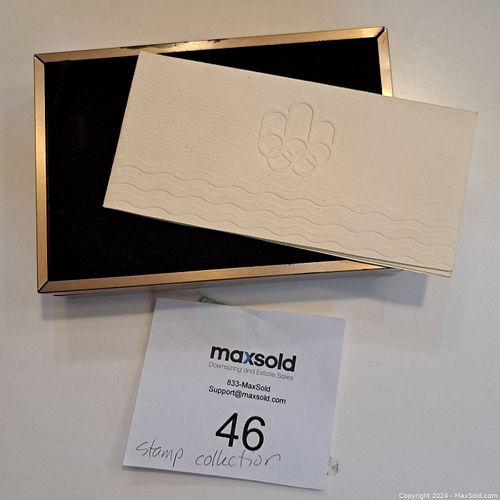 maxsold
Downsizing and Estate Sales
833-MaxSold
Support@maxsold.com
46
stamp collection
Copyright © 2024 - MaxSold.com